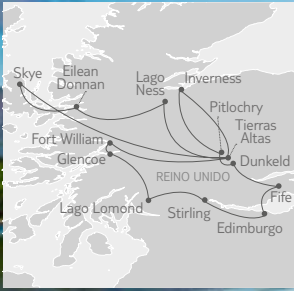 Skye
Eilean
Donnan
Lago
Ness
Inverness
Pitlochry
Tierras
Altas
Fort William
Glencoe
Dunkeld
REINO UNIDO
Fife
Lago Lomond
Stirling
Edimburgo